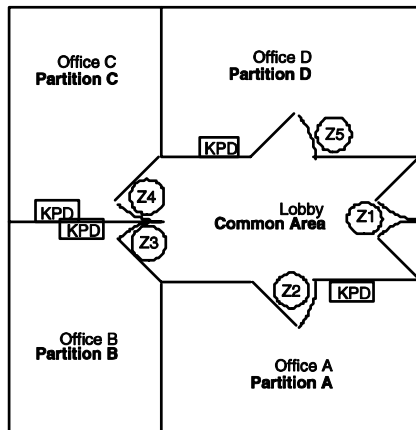 Office C
Partition C
Office D
Partition D
KPD
Z5
Z4
Lobby
Common Area
Z1
KPD
KPD
Z3
Z2
KPD
Office B
Partition B
Office A
Partition A